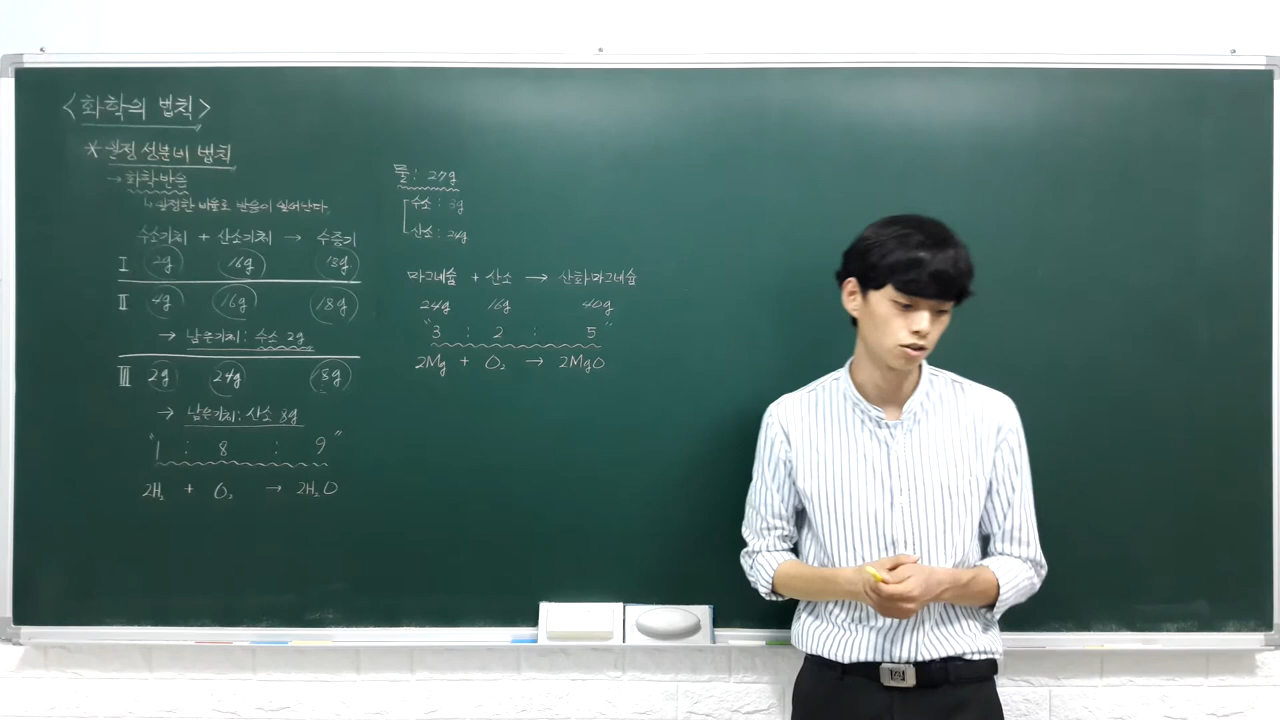 <화학의 법칙>
* 일정 성분비 법칙
→ 화학반응
↳ 일정한 비율로 반응이 일어난다.
수소기체 + 산소기체 → 수증기
I 2g 16g 18g
II 4g 16g 18g
→ 남은기체: 수소 2g
III 2g 24g 18g
→ 남은기체: 산소 8g
"1 : 8 : 9"
2H₂ + O₂ → 2H₂O
물: 27g
수소: 3g
산소: 24g
마그네슘 + 산소 → 산화마그네슘
24g 16g 40g
"3 : 2 : 5"
2Mg + O₂ → 2MgO